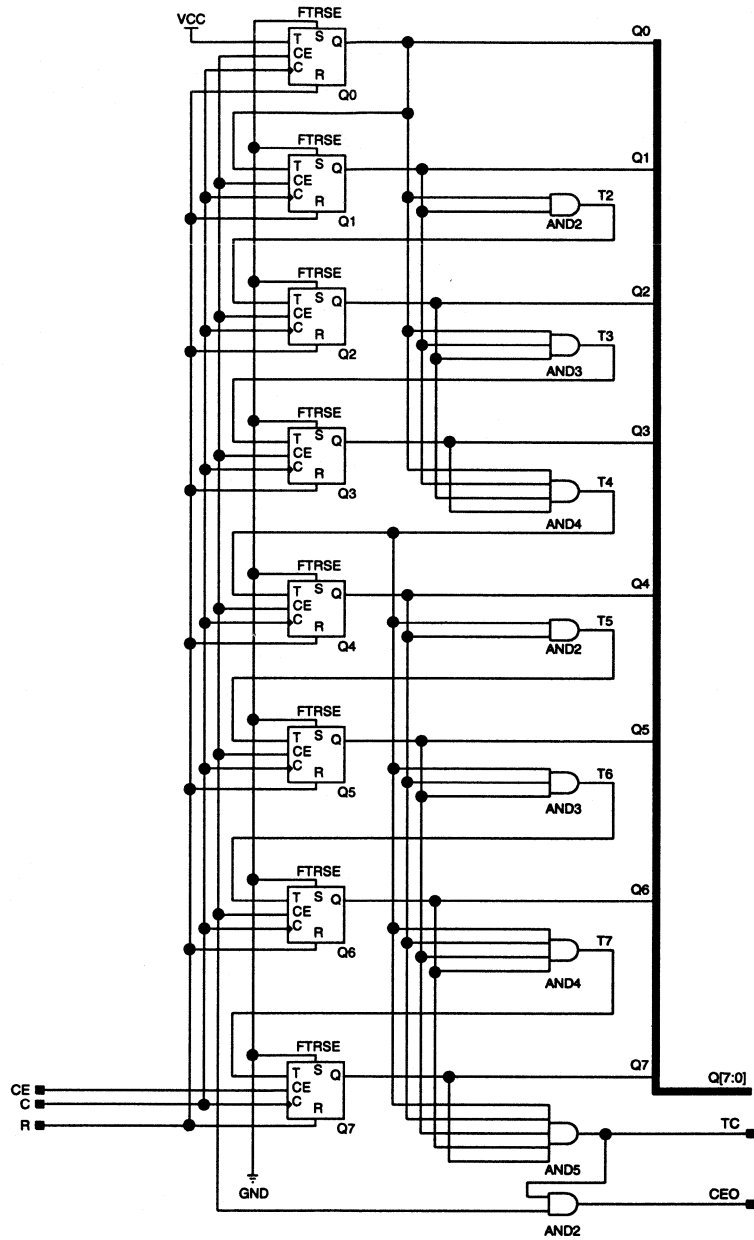 VCC
FTRSE
T S Q
CE
C
R
Q0
Q0
FTRSE
T S Q
CE
C
R
Q1
Q1
T2
AND2
FTRSE
T S Q
CE
C
R
Q2
Q2
T3
AND3
FTRSE
T S Q
CE
C
R
Q3
Q3
T4
AND4
FTRSE
T S Q
CE
C
R
Q4
Q4
T5
AND2
FTRSE
T S Q
CE
C
R
Q5
Q5
T6
AND3
FTRSE
T S Q
CE
C
R
Q6
Q6
T7
AND4
FTRSE
T S Q
CE
C
R
Q7
Q7
Q[7:0]
CE
C
R
GND
AND5
TC
AND2
CEO